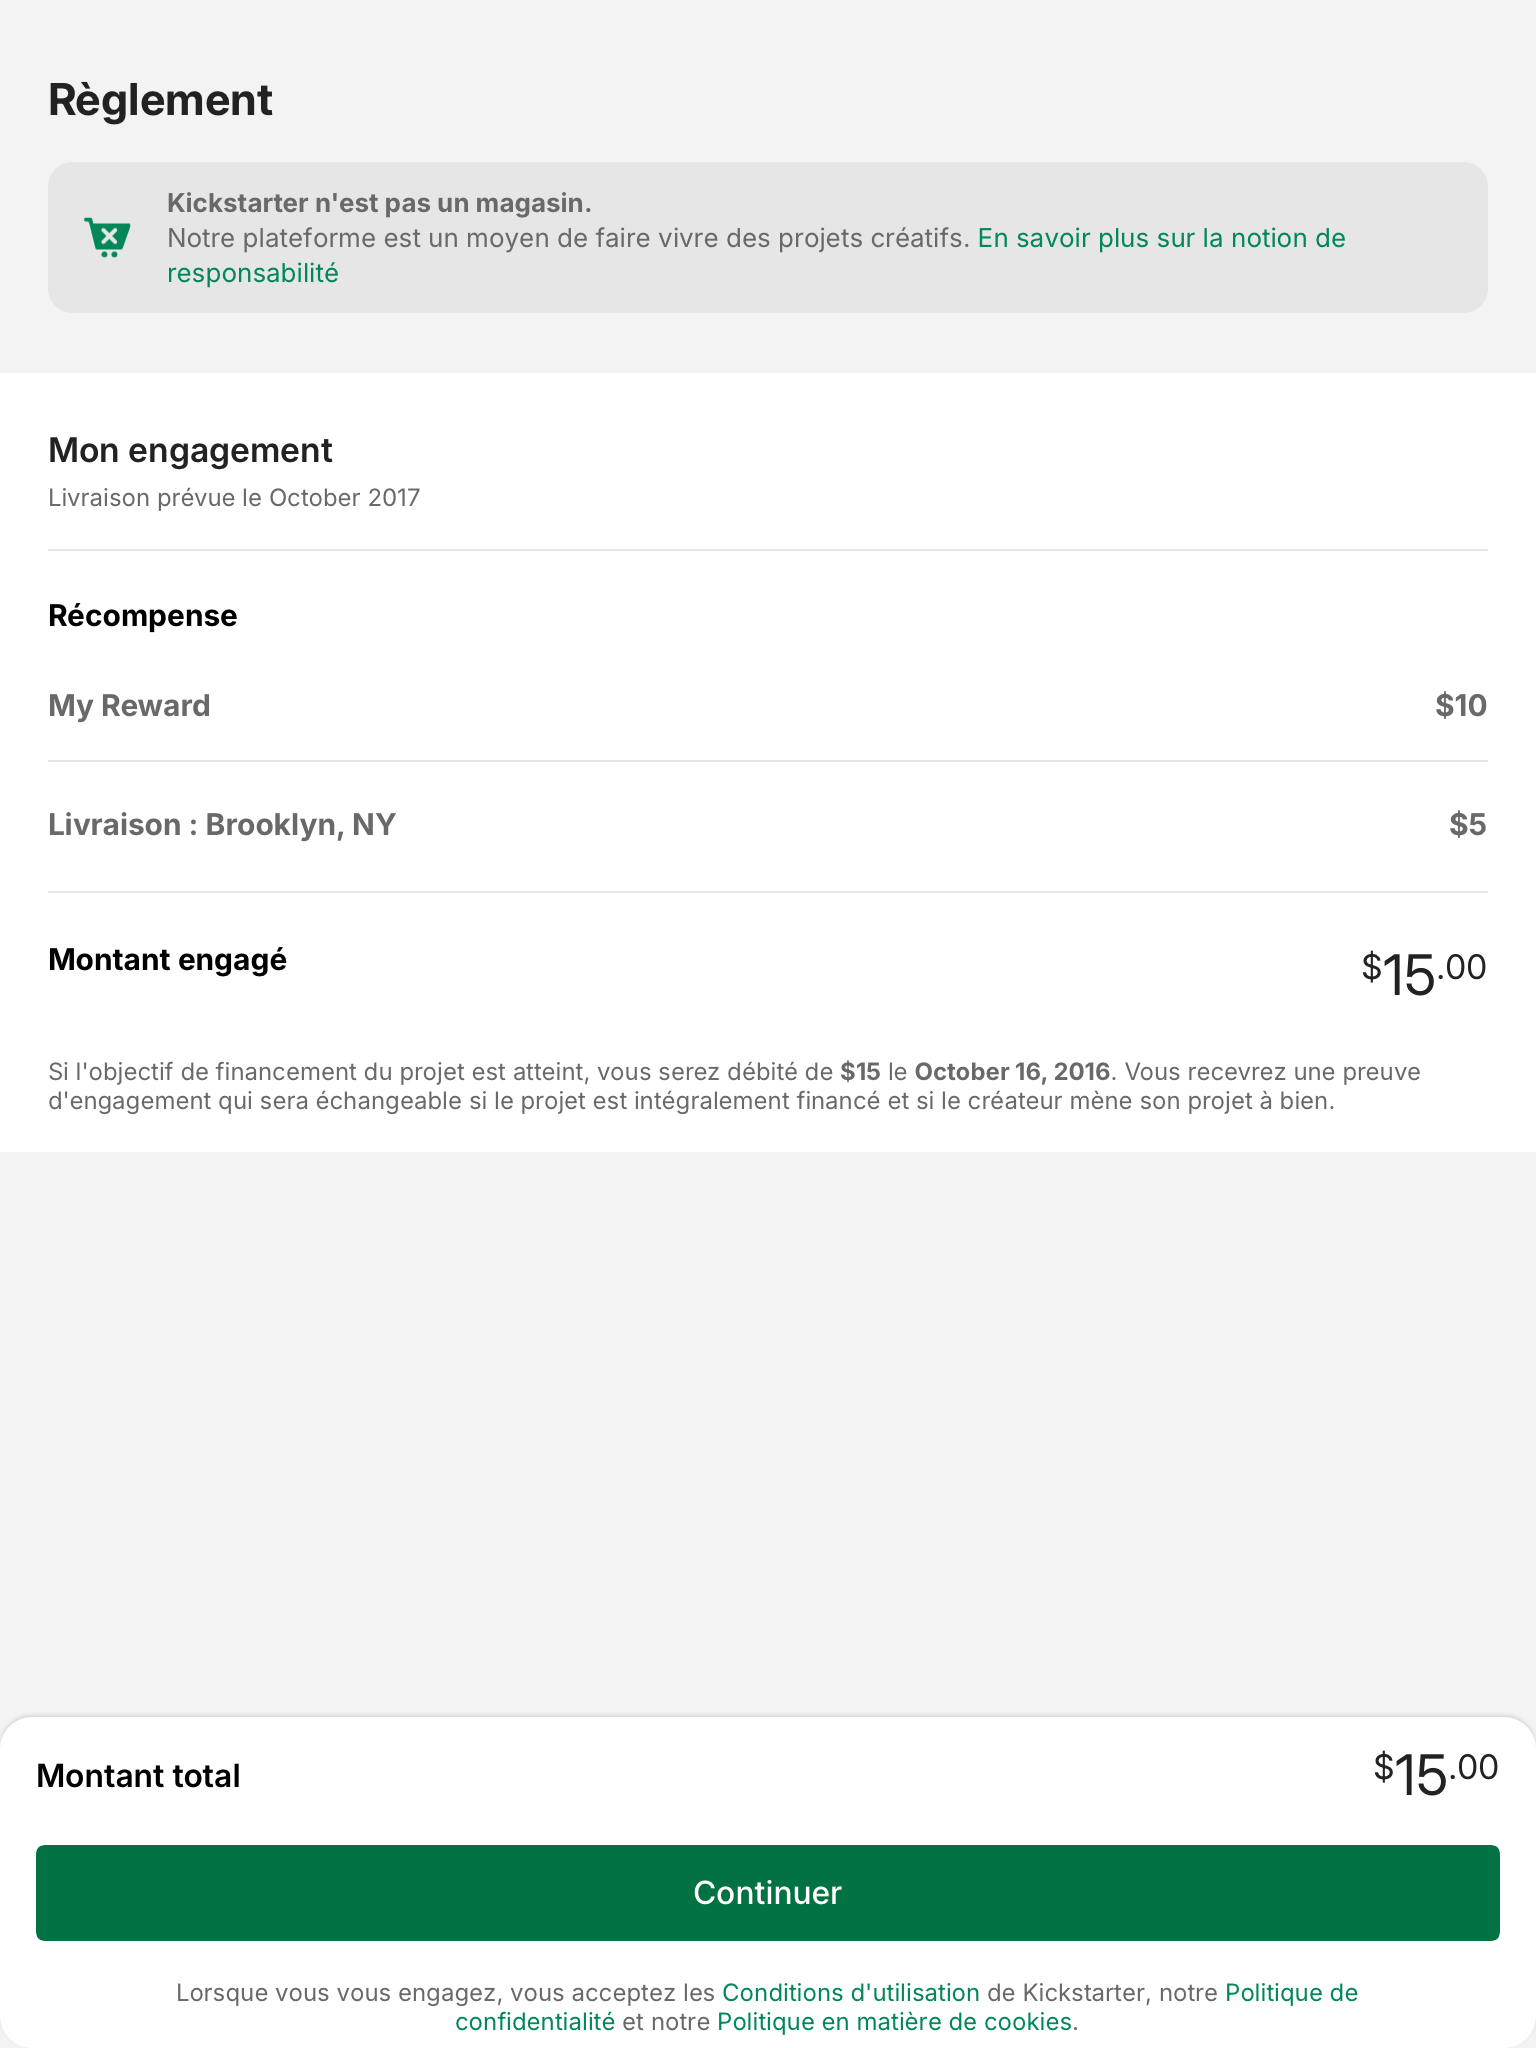 Règlement
Kickstarter n'est pas un magasin.
Notre plateforme est un moyen de faire vivre des projets créatifs. En savoir plus sur la notion de
responsabilité
Mon engagement
Livraison prévue le October 2017
Récompense
My Reward $10
Livraison : Brooklyn, NY $5
Montant engagé $15.00
Si l'objectif de financement du projet est atteint, vous serez débité de $15 le October 16, 2016. Vous recevrez une preuve
d'engagement qui sera échangeable si le projet est intégralement financé et si le créateur mène son projet à bien.
Montant total $15.00
Continuer
Lorsque vous vous engagez, vous acceptez les Conditions d'utilisation de Kickstarter, notre Politique de
confidentialité et notre Politique en matière de cookies.